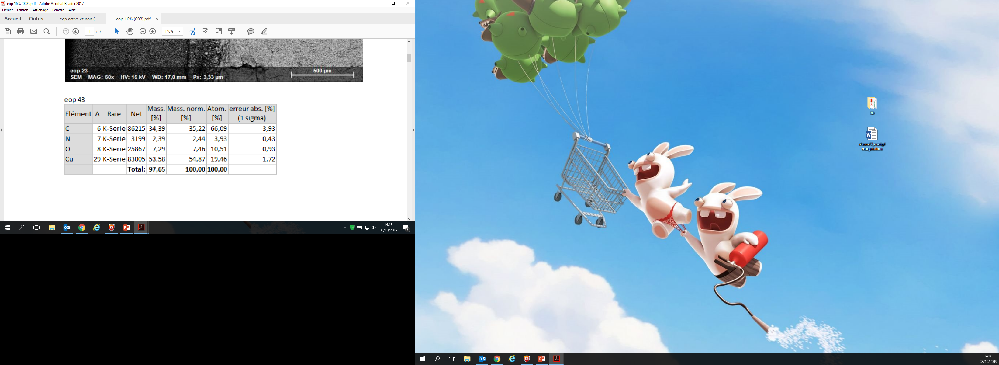 eop 16% (003).pdf - Adobe Acrobat Reader 2017
Fichier Edition Affichage Fenêtre Aide
Accueil Outils eop activé et non (... eop 16% (003).pdf ×
1 / 7 146%
eop 23
500 µm
SEM MAG: 50x HV: 15 kV WD: 17,0 mm Px: 3,33 µm
eop 43
Elément A Raie Net Mass. [%] Mass. norm. [%] Atom. [%] erreur abs. [%] (1 sigma)
C 6 K-Serie 86215 34,39 35,22 66,09 3,93
N 7 K-Serie 3199 2,39 2,44 3,93 0,43
O 8 K-Serie 25867 7,29 7,46 10,51 0,93
Cu 29 K-Serie 83005 53,58 54,87 19,46 1,72
Total: 97,65 100,00 100,00
14:18
08/10/2019
3
3D
résumé7_corrigé
margot.docx
14:18
08/10/2019